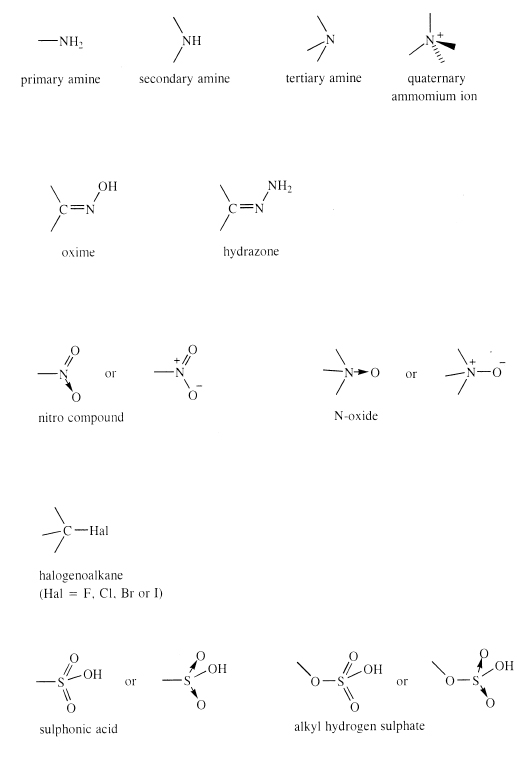 —NH₂
NH
N
N⁺
primary amine
secondary amine
tertiary amine
quaternary
ammomium ion
OH
C=N
NH₂
C=N
oxime
hydrazone
O
N
O
or
O
N⁺
O⁻
N→O
or
N⁺—O⁻
nitro compound
N-oxide
C—Hal
halogenoalkane
(Hal = F, Cl, Br or I)
O
S—OH
O
or
O
S—OH
O
O
O—S—OH
O
or
O
O—S—OH
O
sulphonic acid
alkyl hydrogen sulphate